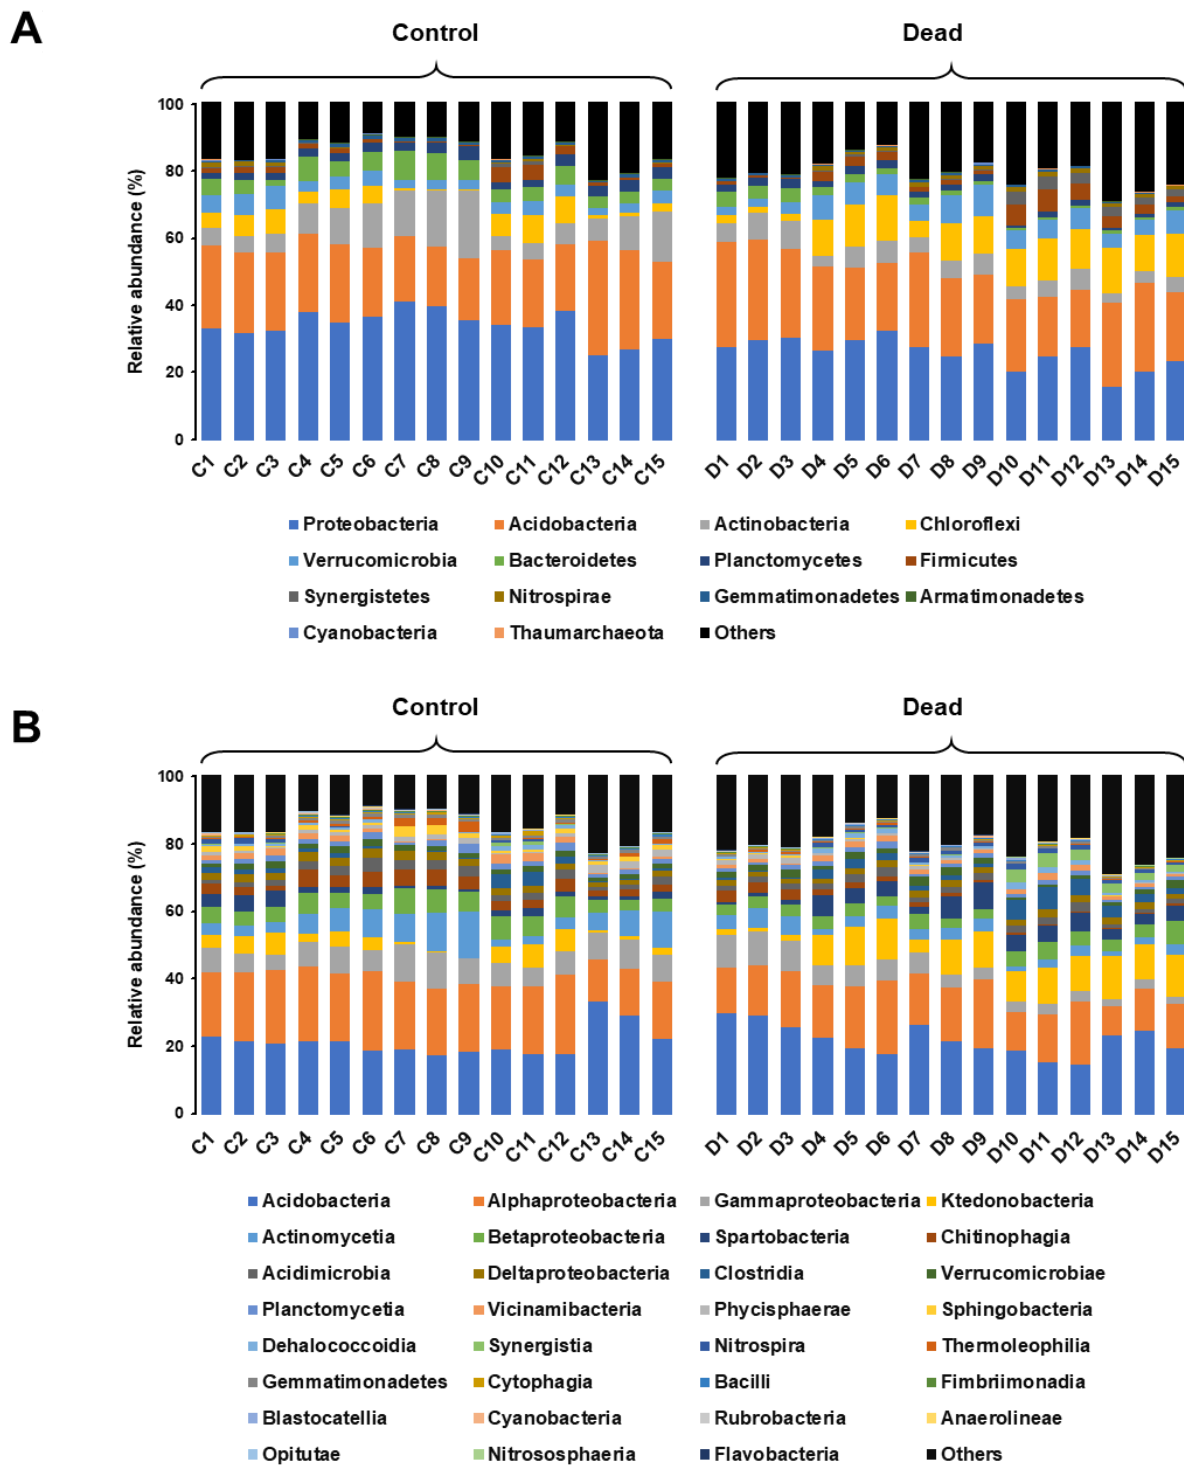 A
Control Dead
Relative abundance (%)
100
80
60
40
20
0
C1 C2 C3 C4 C5 C6 C7 C8 C9 C10 C11 C12 C13 C14 C15 D1 D2 D3 D4 D5 D6 D7 D8 D9 D10 D11 D12 D13 D14 D15
Proteobacteria Acidobacteria Actinobacteria Chloroflexi
Verrucomicrobia Bacteroidetes Planctomycetes Firmicutes
Synergistetes Nitrospirae Gemmatimonadetes Armatimonadetes
Cyanobacteria Thaumarchaeota Others
B
Control Dead
Relative abundance (%)
100
80
60
40
20
0
C1 C2 C3 C4 C5 C6 C7 C8 C9 C10 C11 C12 C13 C14 C15 D1 D2 D3 D4 D5 D6 D7 D8 D9 D10 D11 D12 D13 D14 D15
Acidobacteria Alphaproteobacteria Gammaproteobacteria Ktedonobacteria
Actinomycetia Betaproteobacteria Spartobacteria Chitinophagia
Acidimicrobia Deltaproteobacteria Clostridia Verrucomicrobiae
Planctomycetia Vicinamibacteria Phycisphaerae Sphingobacteria
Dehalococcoidia Synergistia Nitrospira Thermoleophilia
Gemmatimonadetes Cytophagia Bacilli Fimbriimonadia
Blastocatellia Cyanobacteria Rubrobacteria Anaerolineae
Opitutae Nitrososphaeria Flavobacteria Others